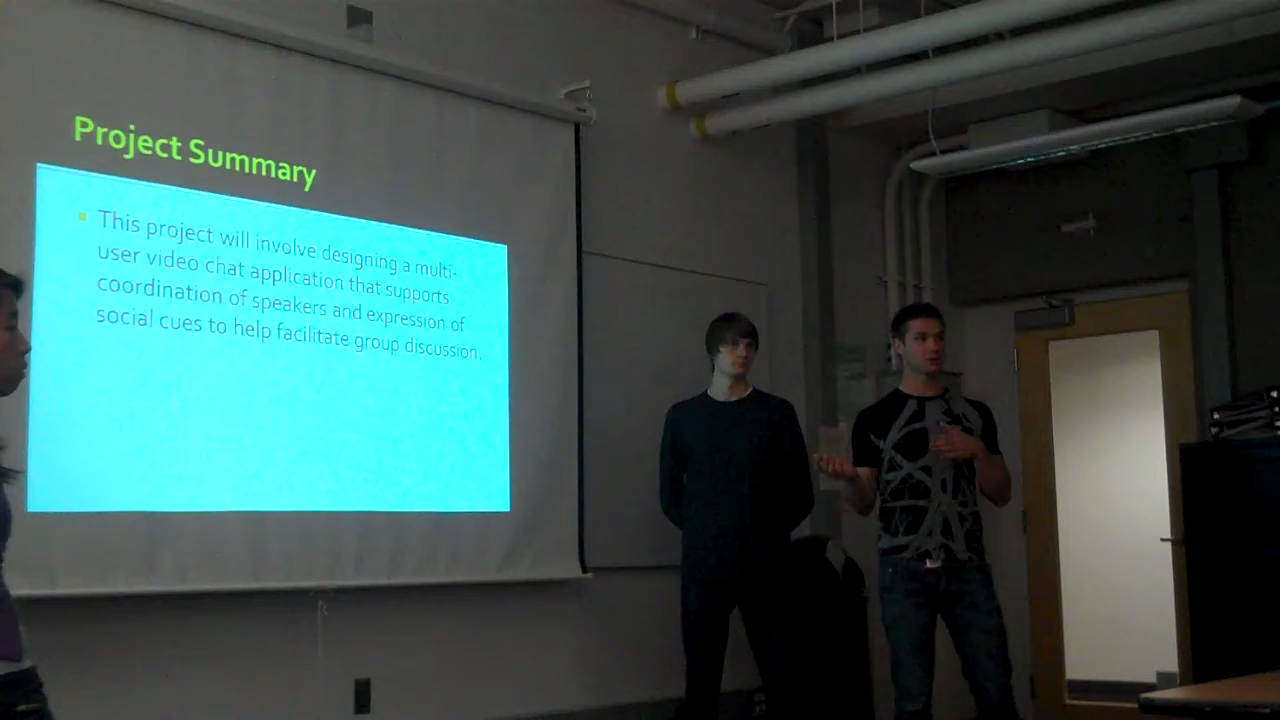 Project Summary
This project will involve designing a multi-
user video chat application that supports
coordination of speakers and expression of
social cues to help facilitate group discussion.